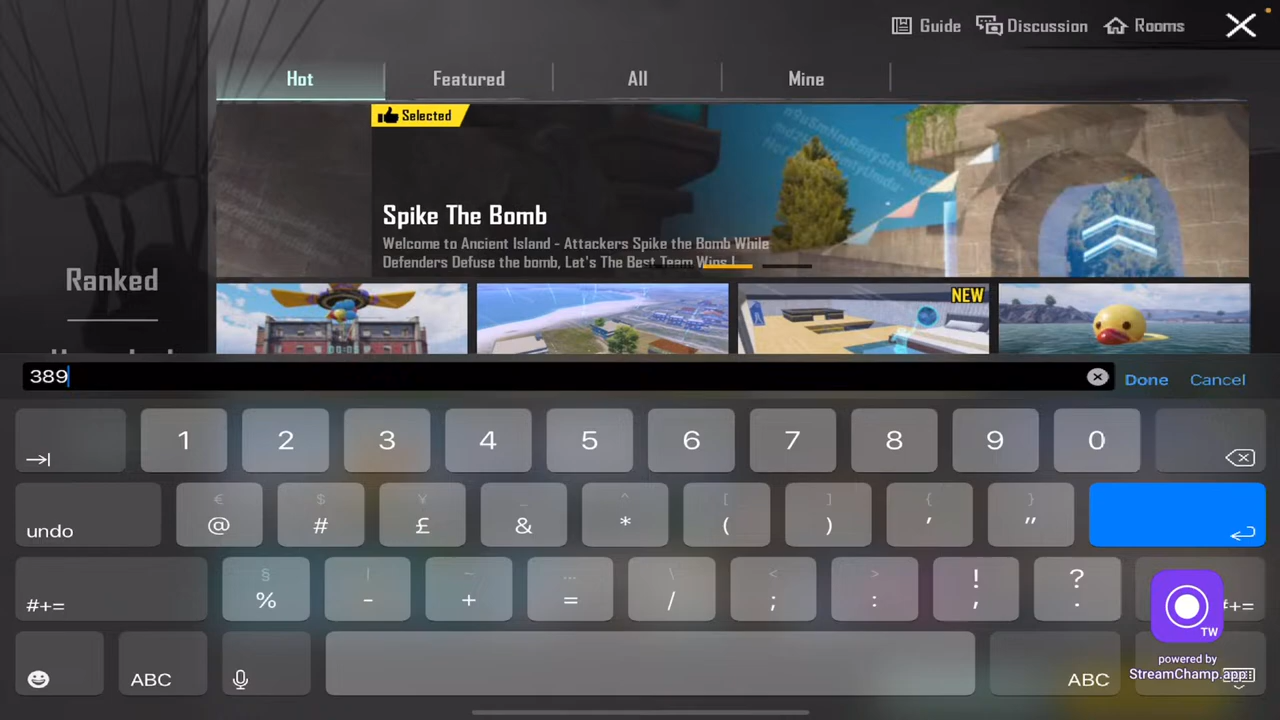 Guide Discussion Rooms
Hot Featured All Mine
Selected
Spike The Bomb
Welcome to Ancient Island - Attackers Spike the Bomb While
Defenders Defuse the bomb, Let's The Best Team Wins !
Ranked
NEW
389
Done Cancel
1 2 3 4 5 6 7 8 9 0
€ $ ¥ _ ^ [ ] { }
undo @ # £ & * ( ) ' "
§ | ~ … \ < > ! ?
#+= % - + = / ; : , .
#+=
TW
ABC ABC
powered by
StreamChamp.app